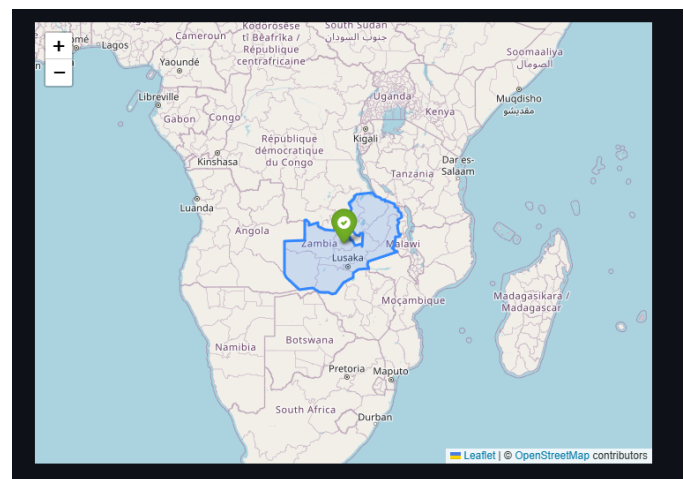 Kodorosêse
tî Bêafrîka /
République
centrafricaine
South Sudan
جنوب السودان
+
−
Lagos
Cameroun
Yaoundé
Soomaaliya
الصومال
Libreville
Uganda
Muqdisho
مقديشو
Gabon
Congo
Kenya
République
démocratique
du Congo
Kigali
Kinshasa
Tanzania
Dar es-
Salaam
Luanda
Angola
Zambia
Malawi
Lusaka
Moçambique
Madagasikara /
Madagascar
Namibia
Botswana
Pretoria
Maputo
South Africa
Durban
Leaflet | © OpenStreetMap contributors